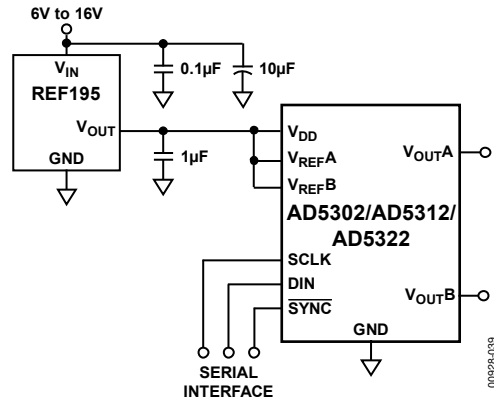 6V to 16V
VIN
REF195
VOUT
GND
0.1µF
10µF
1µF
VDD
VREFA
VREFB
VOUTA
AD5302/AD5312/
AD5322
SCLK
DIN
SYNC
VOUTB
GND
SERIAL
INTERFACE
00928-039